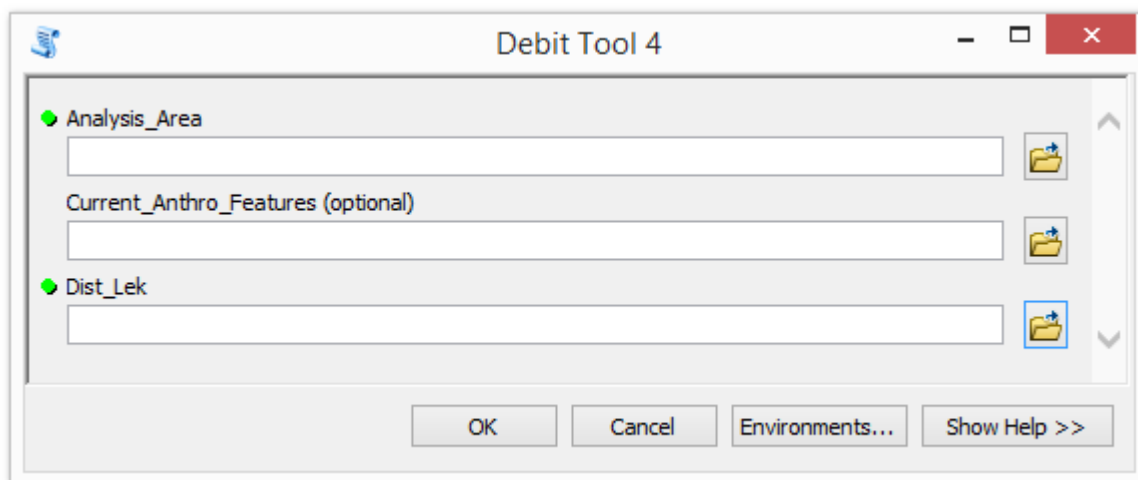 Debit Tool 4
Analysis_Area
Current_Anthro_Features (optional)
Dist_Lek
OK Cancel Environments... Show Help >>